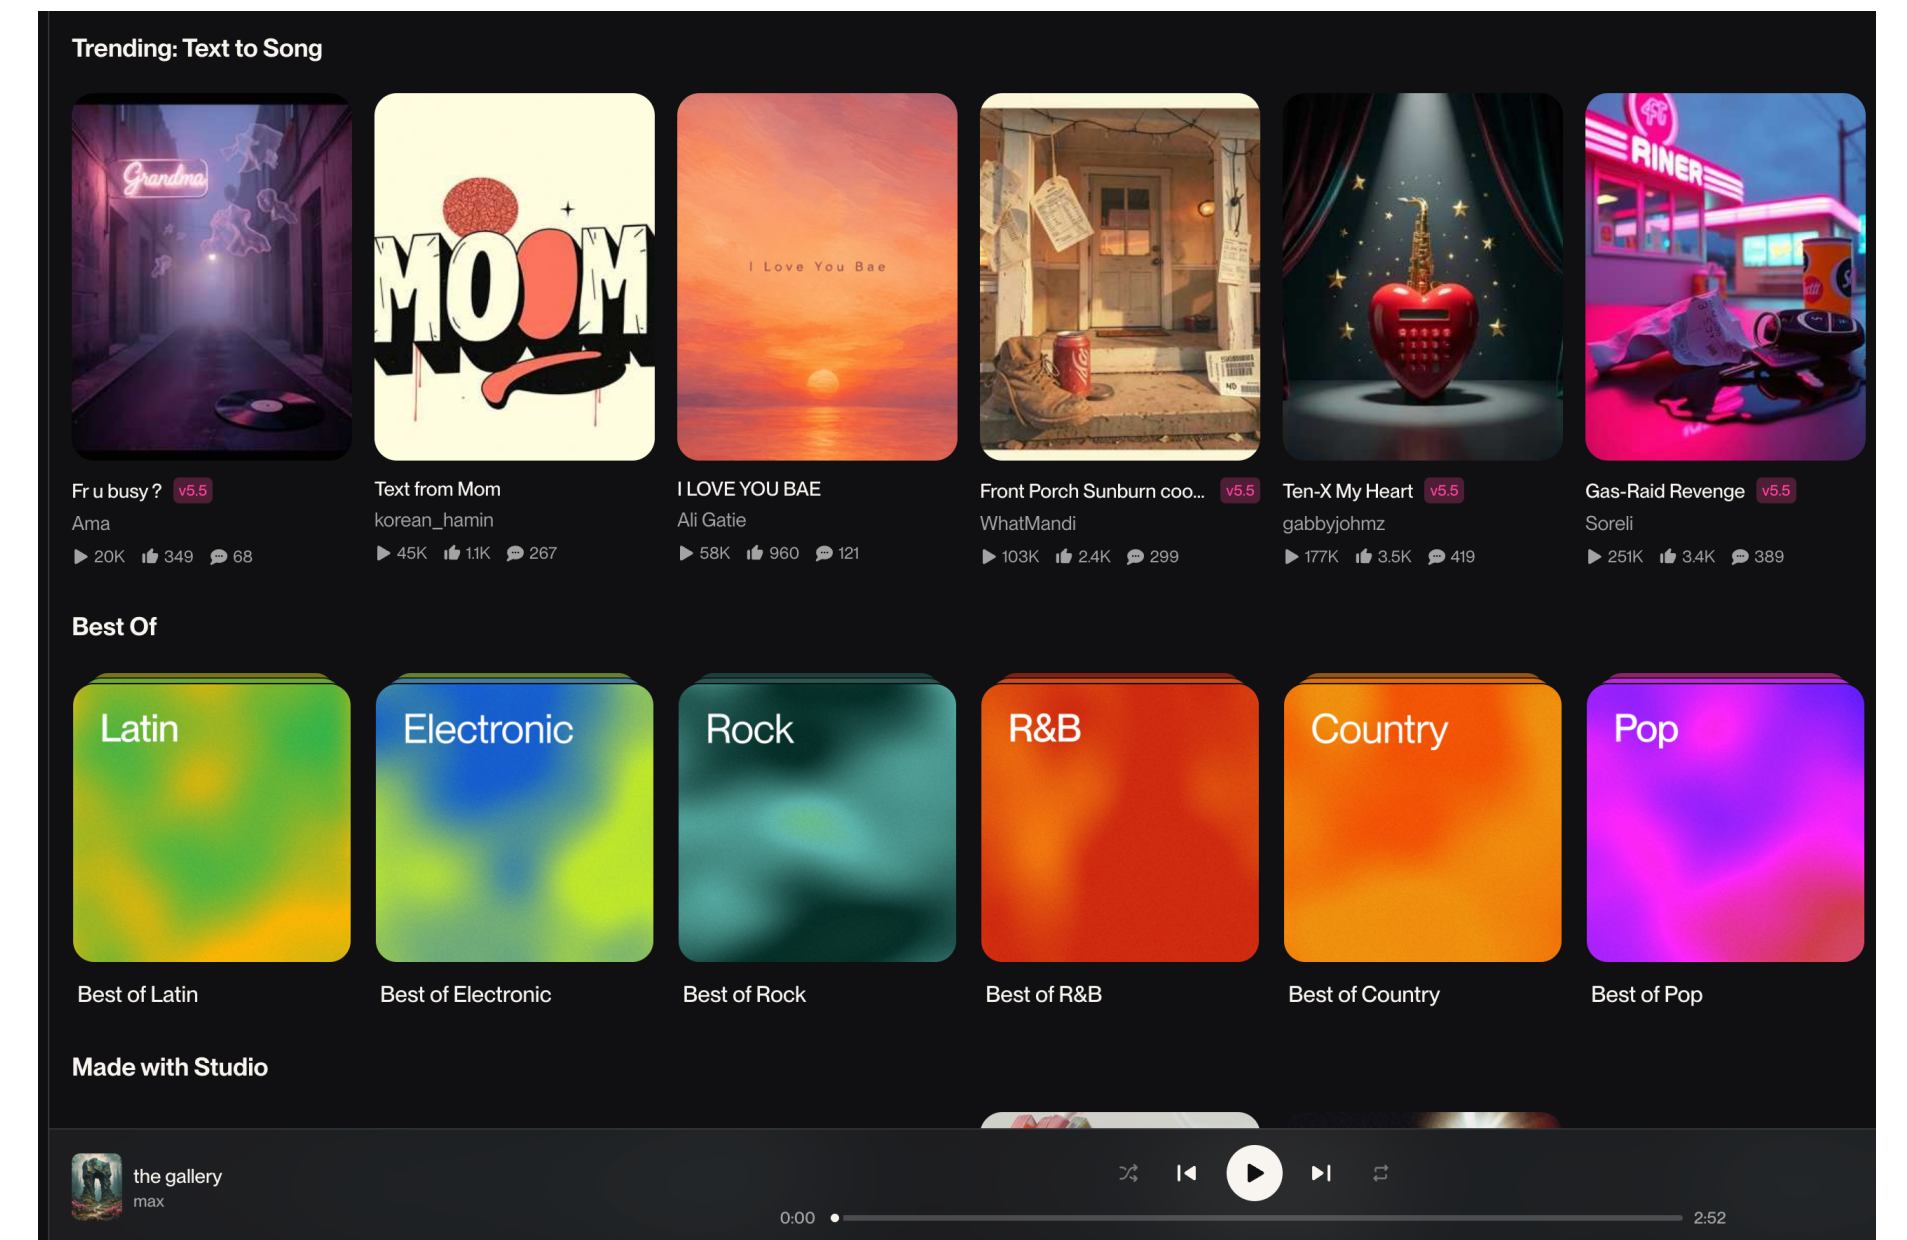 Trending: Text to Song
Grandma
MOOM
I Love You Bae
RINER
Fr u busy ? v5.5
Ama
20K 349 68
Text from Mom
korean_hamin
45K 1.1K 267
I LOVE YOU BAE
Ali Gatie
58K 960 121
Front Porch Sunburn coo... v5.5
WhatMandi
103K 2.4K 299
Ten-X My Heart v5.5
gabbyjohmz
177K 3.5K 419
Gas-Raid Revenge v5.5
Soreli
251K 3.4K 389
Best Of
Latin
Electronic
Rock
R&B
Country
Pop
Best of Latin
Best of Electronic
Best of Rock
Best of R&B
Best of Country
Best of Pop
Made with Studio
the gallery
max
0:00
2:52